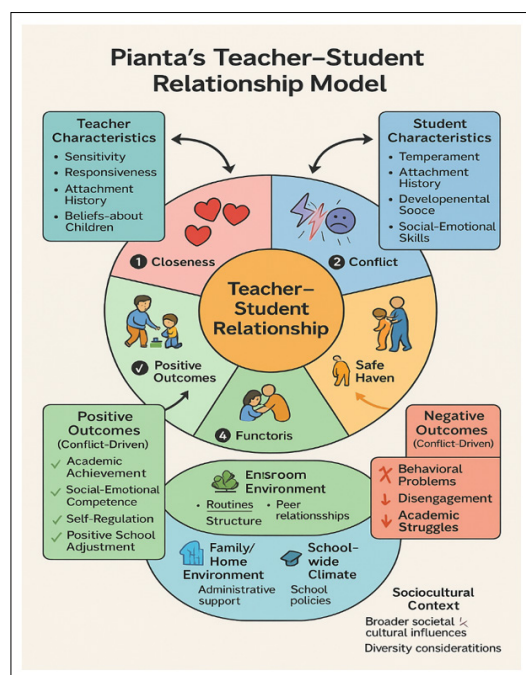 Pianta's Teacher–Student
Relationship Model
Teacher
Characteristics
• Sensitivity
• Responsiveness
• Attachment
History
• Beliefs-about
Children
Student
Characteristics
• Temperament
• Attachment
History
• Developenental
Sooce
• Social-Emotional
Skills
1 Closeness
2 Conflict
Teacher–
Student
Relationship
✓ Positive
Outcomes
Safe
Haven
4 Functoris
Positive
Outcomes
(Conflict-Driven)
✓ Academic
Achievement
✓ Social-Emotional
Competence
✓ Self-Regulation
✓ Positive School
Adjustment
Negative
Outcomes
(Conflict-Driven)
Behavioral
Problems
↓ Disengagement
↓ Academic
Struggles
Enısroom
Environment
• Routines
Structure
• Peer
relationsships
Family/
Home
Environment
Administrative
support
School-
wide
Climate
School
policies
Sociocultural
Context
Broader societal
cultural influences
Diversity consideratitions